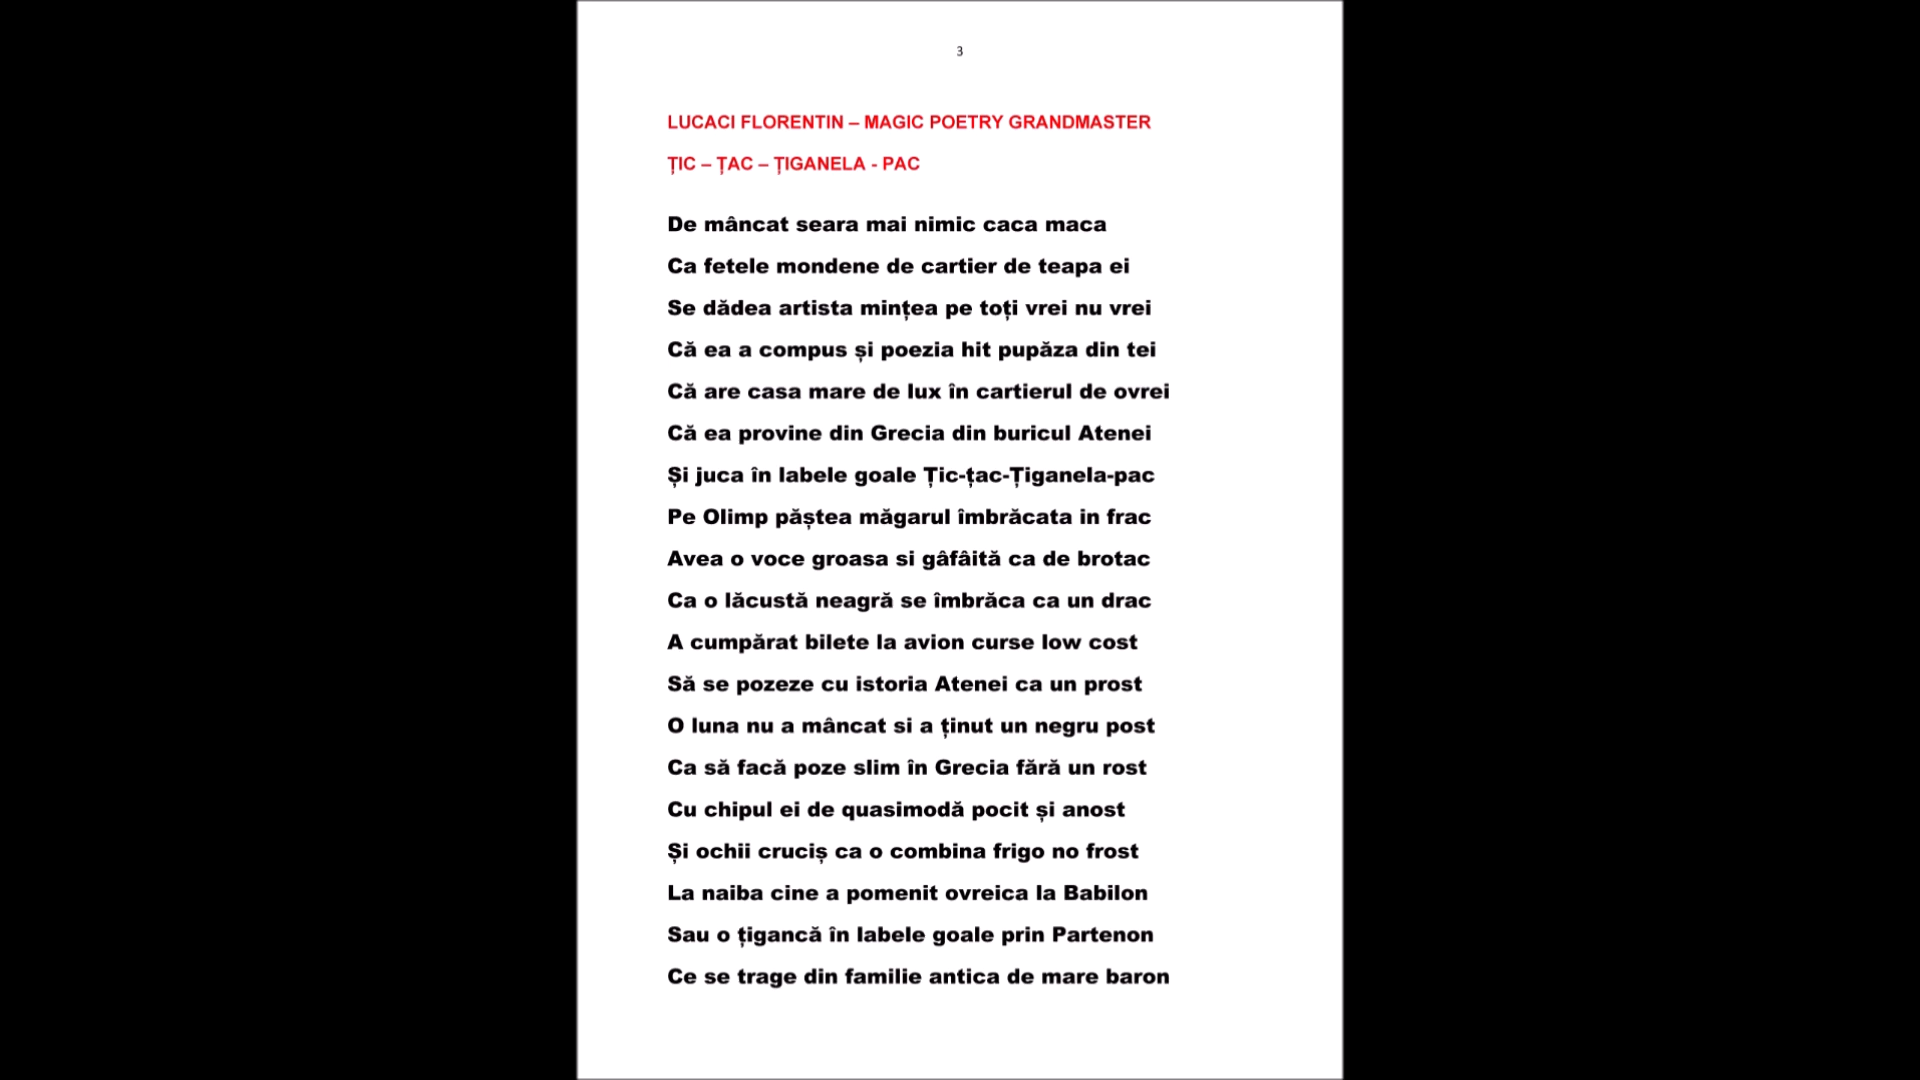 3
LUCACI FLORENTIN – MAGIC POETRY GRANDMASTER
ȚIC – ȚAC – ȚIGANELA - PAC
De mâncat seara mai nimic caca maca
Ca fetele mondene de cartier de teapa ei
Se dădea artista mințea pe toți vrei nu vrei
Că ea a compus și poezia hit pupăza din tei
Că are casa mare de lux în cartierul de ovrei
Că ea provine din Grecia din buricul Atenei
Și juca în labele goale Țic-țac-Țiganela-pac
Pe Olimp păștea măgarul îmbrăcata in frac
Avea o voce groasa si gâfâită ca de brotac
Ca o lăcustă neagră se îmbrăca ca un drac
A cumpărat bilete la avion curse low cost
Să se pozeze cu istoria Atenei ca un prost
O luna nu a mâncat si a ținut un negru post
Ca să facă poze slim în Grecia fără un rost
Cu chipul ei de quasimodă pocit și anost
Și ochii cruciș ca o combina frigo no frost
La naiba cine a pomenit ovreica la Babilon
Sau o țigancă în labele goale prin Partenon
Ce se trage din familie antica de mare baron